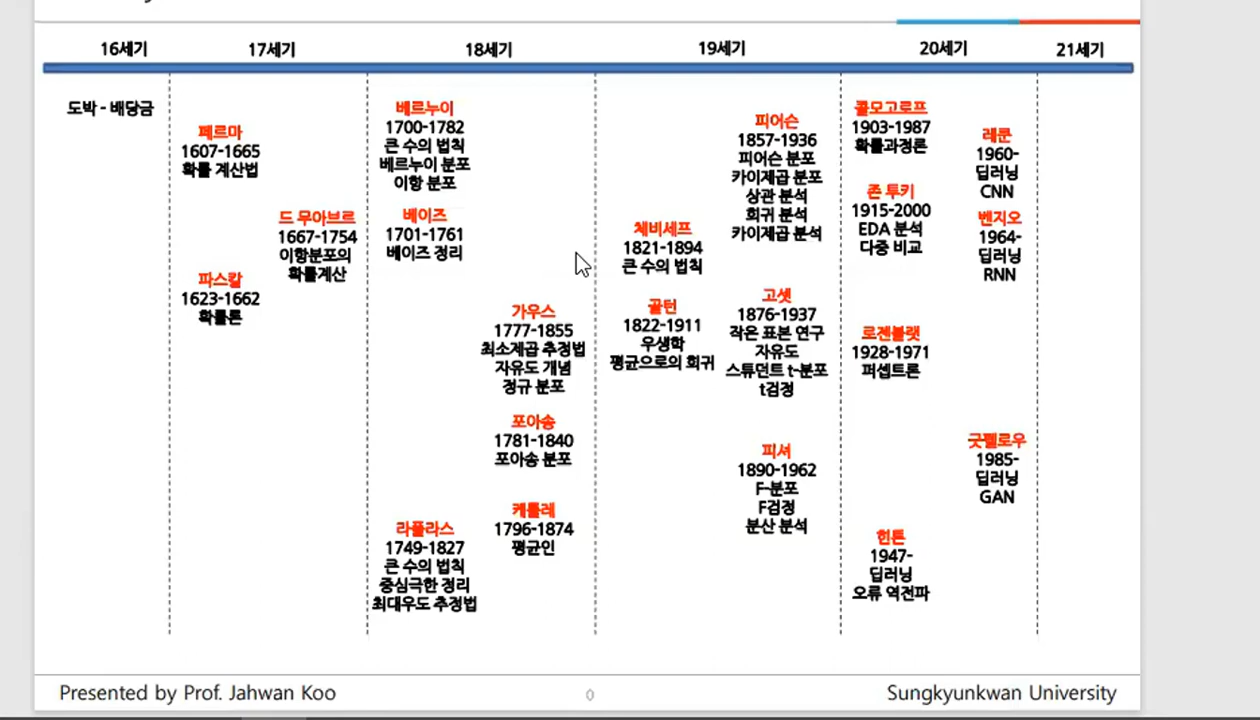 16세기
17세기
18세기
19세기
20세기
21세기
도박 - 배당금
페르마
1607-1665
확률 계산법
파스칼
1623-1662
확률론
드 무아브르
1667-1754
이항분포의
확률계산
베르누이
1700-1782
큰 수의 법칙
베르누이 분포
이항 분포
베이즈
1701-1761
베이즈 정리
라플라스
1749-1827
큰 수의 법칙
중심극한 정리
최대우도 추정법
가우스
1777-1855
최소제곱 추정법
자유도 개념
정규 분포
포아송
1781-1840
포아송 분포
케틀레
1796-1874
평균인
체비세프
1821-1894
큰 수의 법칙
골턴
1822-1911
우생학
평균으로의 회귀
피어슨
1857-1936
피어슨 분포
카이제곱 분포
상관 분석
회귀 분석
카이제곱 분석
고셋
1876-1937
작은 표본 연구
자유도
스튜던트 t-분포
t검정
피셔
1890-1962
F-분포
F검정
분산 분석
콜모고로프
1903-1987
확률과정론
존 투키
1915-2000
EDA 분석
다중 비교
로젠블랫
1928-1971
퍼셉트론
힌톤
1947-
딥러닝
오류 역전파
레쿤
1960-
딥러닝
CNN
벤지오
1964-
딥러닝
RNN
굿펠로우
1985-
딥러닝
GAN
Presented by Prof. Jahwan Koo
0
Sungkyunkwan University